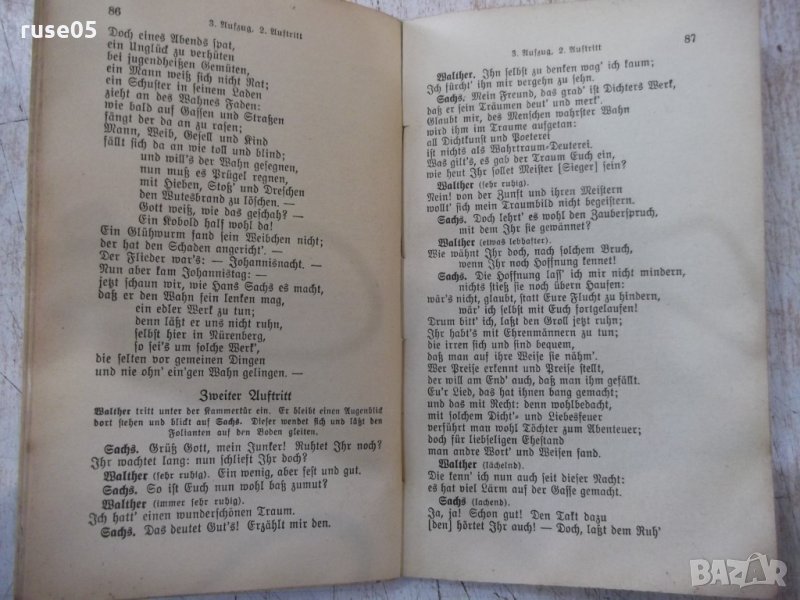 ruse05
86
3. Aufzug. 2. Auftritt
Doch eines Abends spat,
ein Unglück zu verhüten
bei jugendheißen Gemüten,
ein Mann weiß sich nicht Rat;
ein Schuster in seinem Laden
zieht an des Wahnes Faden:
wie bald auf Gassen und Straßen
fängt der da an zu rasen;
Mann, Weib, Gesell und Kind
fällt sich da an wie toll und blind;
und will's der Wahn gesegnen,
nun muß es Prügel regnen,
mit Hieben, Stoß' und Dreschen
den Wutesbrand zu löschen. —
Gott weiß, wie das geschah? —
Ein Kobold half wohl da!
Ein Glühwurm fand sein Weibchen nicht;
der hat den Schaden angericht'. —
Der Flieder war's: — Johannisnacht. —
Nun aber kam Johannistag: —
jetzt schaun wir, wie Hans Sachs es macht,
daß er den Wahn fein lenken mag,
ein edler Werk zu tun;
denn läßt er uns nicht ruhn,
selbst hier in Nürenberg,
so sei's um solche Werk',
die selten vor gemeinen Dingen
und nie ohn' ein'gen Wahn gelingen. —
Zweiter Auftritt
Walther tritt unter der Kammertür ein. Er bleibt einen Augenblick
dort stehen und blickt auf Sachs. Dieser wendet sich und läßt den
Folianten auf den Boden gleiten.
Sachs. Grüß Gott, mein Junker! Ruhtet Ihr noch?
Ihr wachtet lang: nun schlieft Ihr doch?
Walther (sehr ruhig). Ein wenig, aber fest und gut.
Sachs. So ist Euch nun wohl baß zumut?
Walther (immer sehr ruhig).
Ich hatt' einen wunderschönen Traum.
Sachs. Das deutet Gut's! Erzählt mir den.
3. Aufzug. 2. Auftritt
87
Walther. Ihn selbst zu denken wag' ich kaum;
Ich fürcht' ihn mir vergehn zu sehn.
Sachs. Mein Freund, das grad' ist Dichters Werk,
daß er sein Träumen deut' und merk'.
Glaubt mir, des Menschen wahrster Wahn
wird ihm im Traume aufgetan:
all Dichtkunst und Poeterei
ist nichts als Wahrtraum-Deuterei.
Was gilt's, es gab der Traum Euch ein,
wie heut Ihr sollet Meister [Sieger] sein?
Walther (sehr ruhig).
Nein! von der Zunft und ihren Meistern
wollt' sich mein Traumbild nicht begeistern.
Sachs. Doch lehrt' es wohl den Zauberspruch,
mit dem Ihr sie gewännet?
Walther (etwas lebhafter).
Wie wähnt Ihr doch, nach solchem Bruch,
wenn Ihr noch Hoffnung kennet!
Sachs. Die Hoffnung lass' ich mir nicht mindern,
nichts stieß sie noch übern Haufen:
wär's nicht, glaubt, statt Eure Flucht zu hindern,
wär' ich selbst mit Euch fortgelaufen!
Drum bitt' ich, laßt den Groll jetzt ruhn;
Ihr habt's mit Ehrenmännern zu tun;
die irren sich und sind bequem,
daß man auf ihre Weise sie nähm'.
Wer Preise erkennt und Preise stellt,
der will am End' auch, daß man ihm gefällt.
Eu'r Lied, das hat ihnen bang gemacht;
und das mit Recht: denn wohlbedacht,
mit solchem Dicht'- und Liebesfeuer
verführt man wohl Töchter zum Abenteuer;
doch für liebseligen Ehestand
man andre Wort' und Weisen fand.
Walther (lächelnd).
Die kenn' ich nun auch seit dieser Nacht:
es hat viel Lärm auf der Gasse gemacht.
Sachs (lachend).
Ja, ja! Schon gut! Den Takt dazu
[den] hörtet Ihr auch! — Doch, laßt dem Ruh'
BAZAR.bg